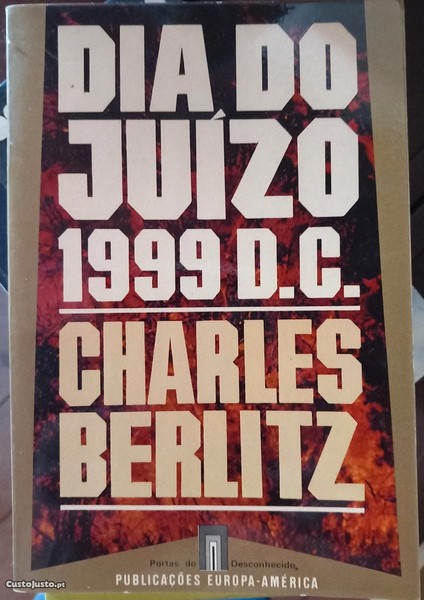 DIA DO
JUÍZO
1999 D.C.
CHARLES
BERLITZ
Portas do Desconhecido
PUBLICAÇÕES EUROPA-AMÉRICA
CustoJusto.pt